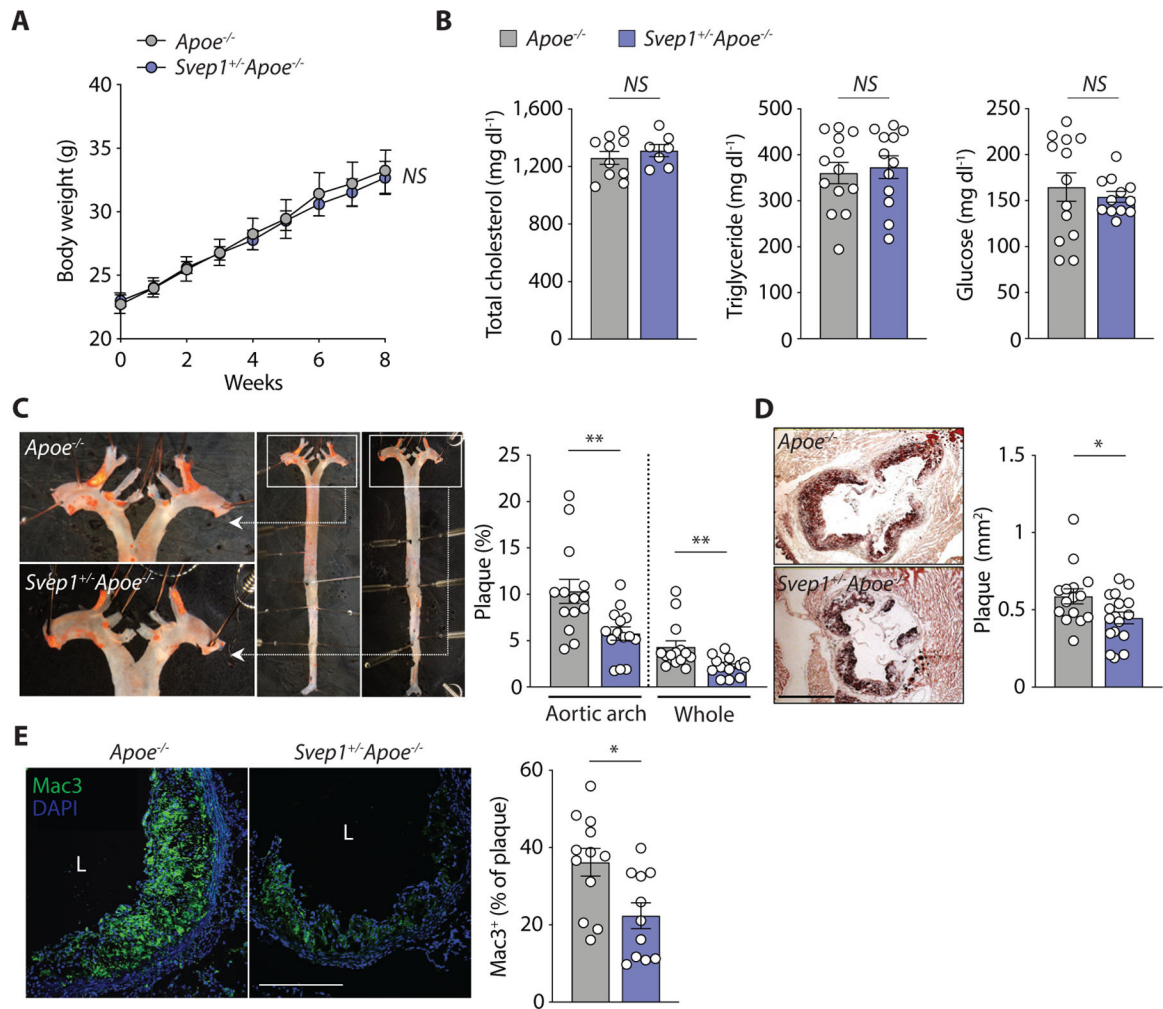 A
Apoe-/-
Svep1+/-Apoe-/-
Body weight (g)
40
35
30
25
20
0 2 4 6 8
Weeks
NS
B
Apoe-/- Svep1+/-Apoe-/-
Total cholesterol (mg dl-1)
1,600
1,200
800
400
0
NS
Triglyceride (mg dl-1)
500
400
300
200
100
0
NS
Glucose (mg dl-1)
250
200
150
100
50
0
NS
C
Apoe-/-
Svep1+/-Apoe-/-
Plaque (%)
25
20
15
10
5
0
**
**
Aortic arch Whole
D
Apoe-/-
Svep1+/-Apoe-/-
Plaque (mm2)
1.5
1
0.5
0
*
E
Apoe-/- Svep1+/-Apoe-/-
Mac3
DAPI
L
L
Mac3+ (% of plaque)
60
40
20
0
*